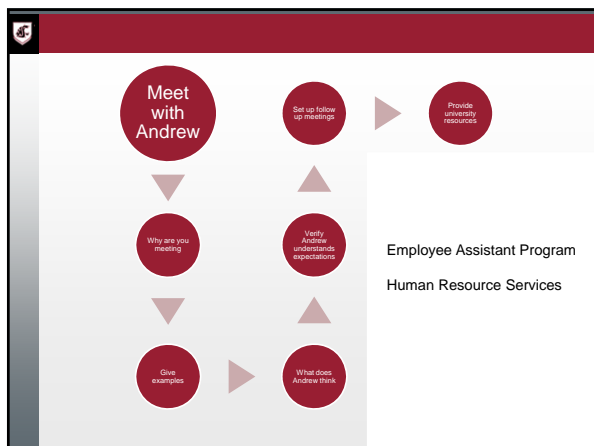 Meet
with
Andrew
Why are you
meeting
Give
examples
What does
Andrew think
Verify
Andrew
understands
expectations
Set up follow
up meetings
Provide
university
resources
Employee Assistant Program
Human Resource Services